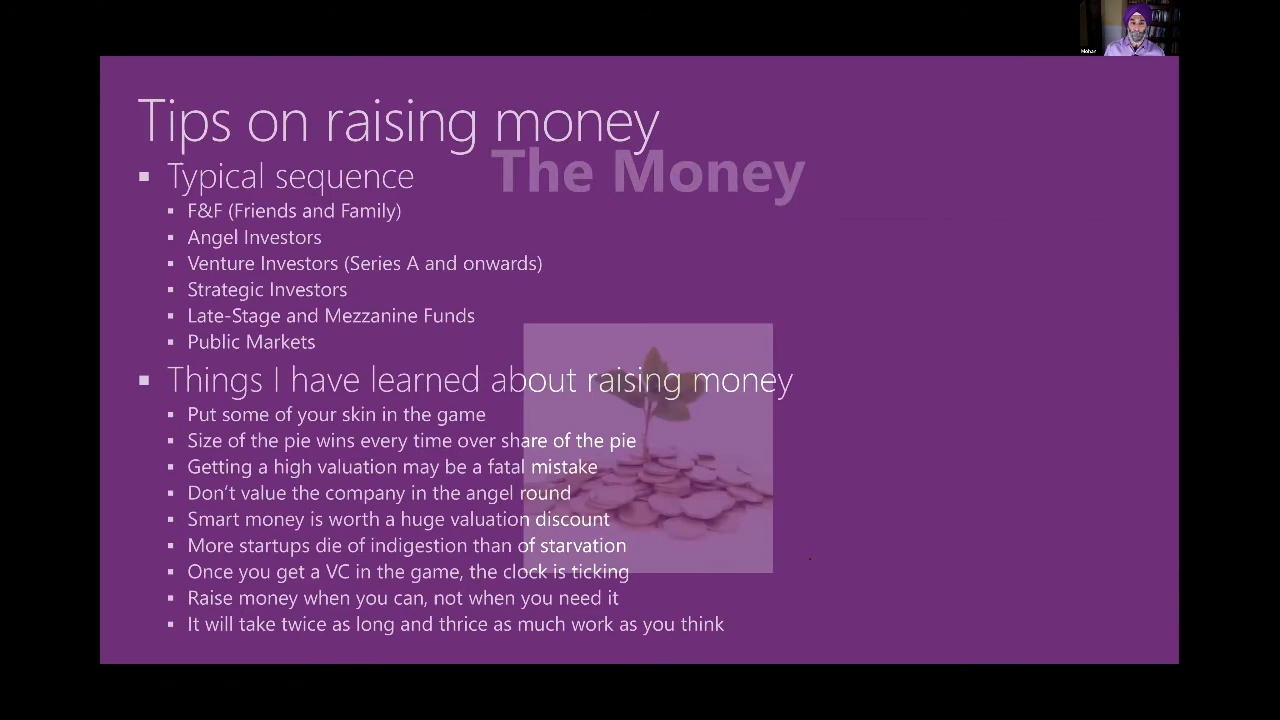 Mohan
Tips on raising money
The Money
▪ Typical sequence
▪ F&F (Friends and Family)
▪ Angel Investors
▪ Venture Investors (Series A and onwards)
▪ Strategic Investors
▪ Late-Stage and Mezzanine Funds
▪ Public Markets
▪ Things I have learned about raising money
▪ Put some of your skin in the game
▪ Size of the pie wins every time over share of the pie
▪ Getting a high valuation may be a fatal mistake
▪ Don’t value the company in the angel round
▪ Smart money is worth a huge valuation discount
▪ More startups die of indigestion than of starvation
▪ Once you get a VC in the game, the clock is ticking
▪ Raise money when you can, not when you need it
▪ It will take twice as long and thrice as much work as you think